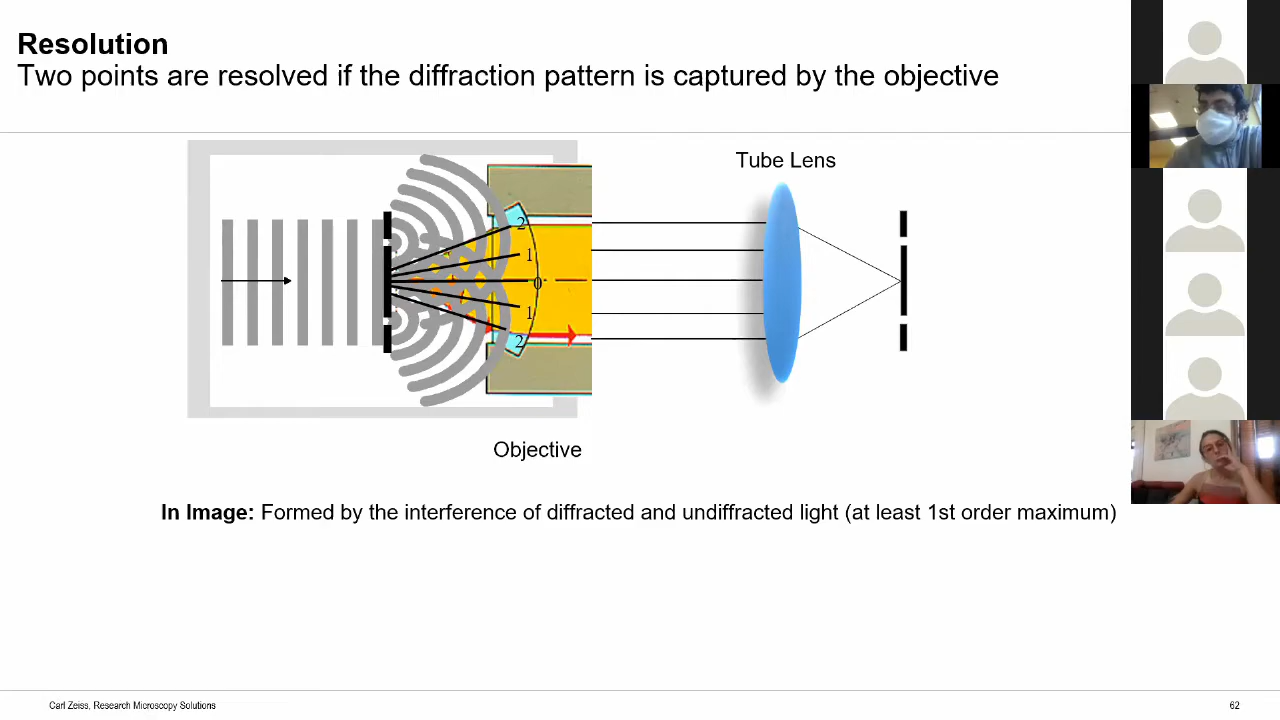 Resolution
Two points are resolved if the diffraction pattern is captured by the objective
Tube Lens
2
1
0
1
2
Objective
In Image: Formed by the interference of diffracted and undiffracted light (at least 1st order maximum)
Carl Zeiss, Research Microscopy Solutions
62